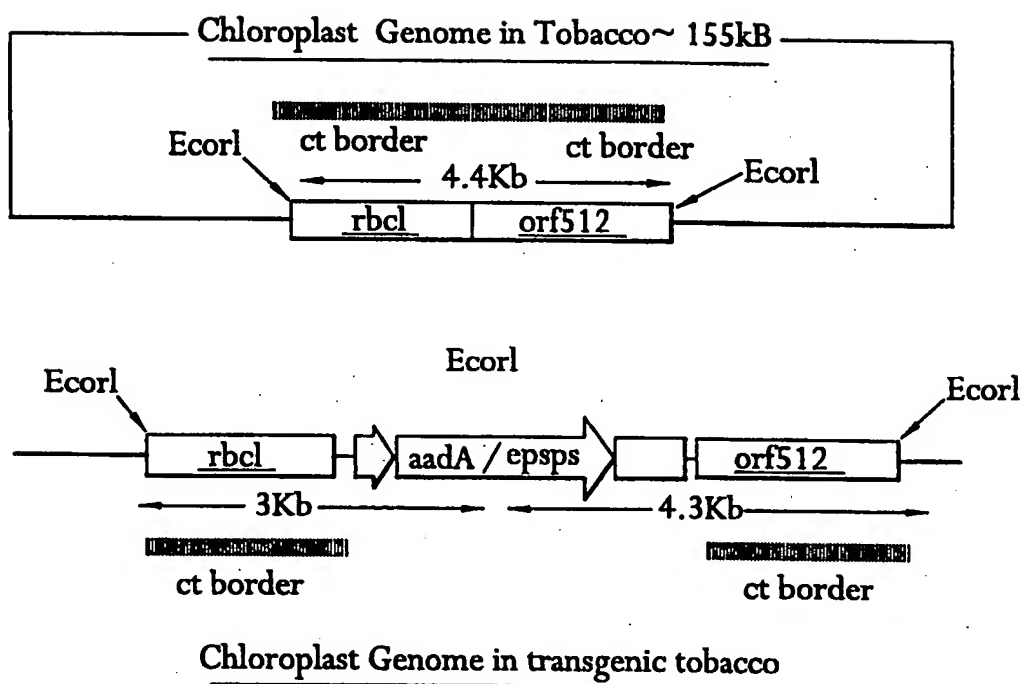 Chloroplast Genome in Tobacco~ 155kB
ct border ct border
Ecorl 4.4Kb Ecorl
rbcl orf512
Ecorl
Ecorl Ecorl
rbcl aadA / epsps orf512
3Kb 4.3Kb
ct border ct border
Chloroplast Genome in transgenic tobacco